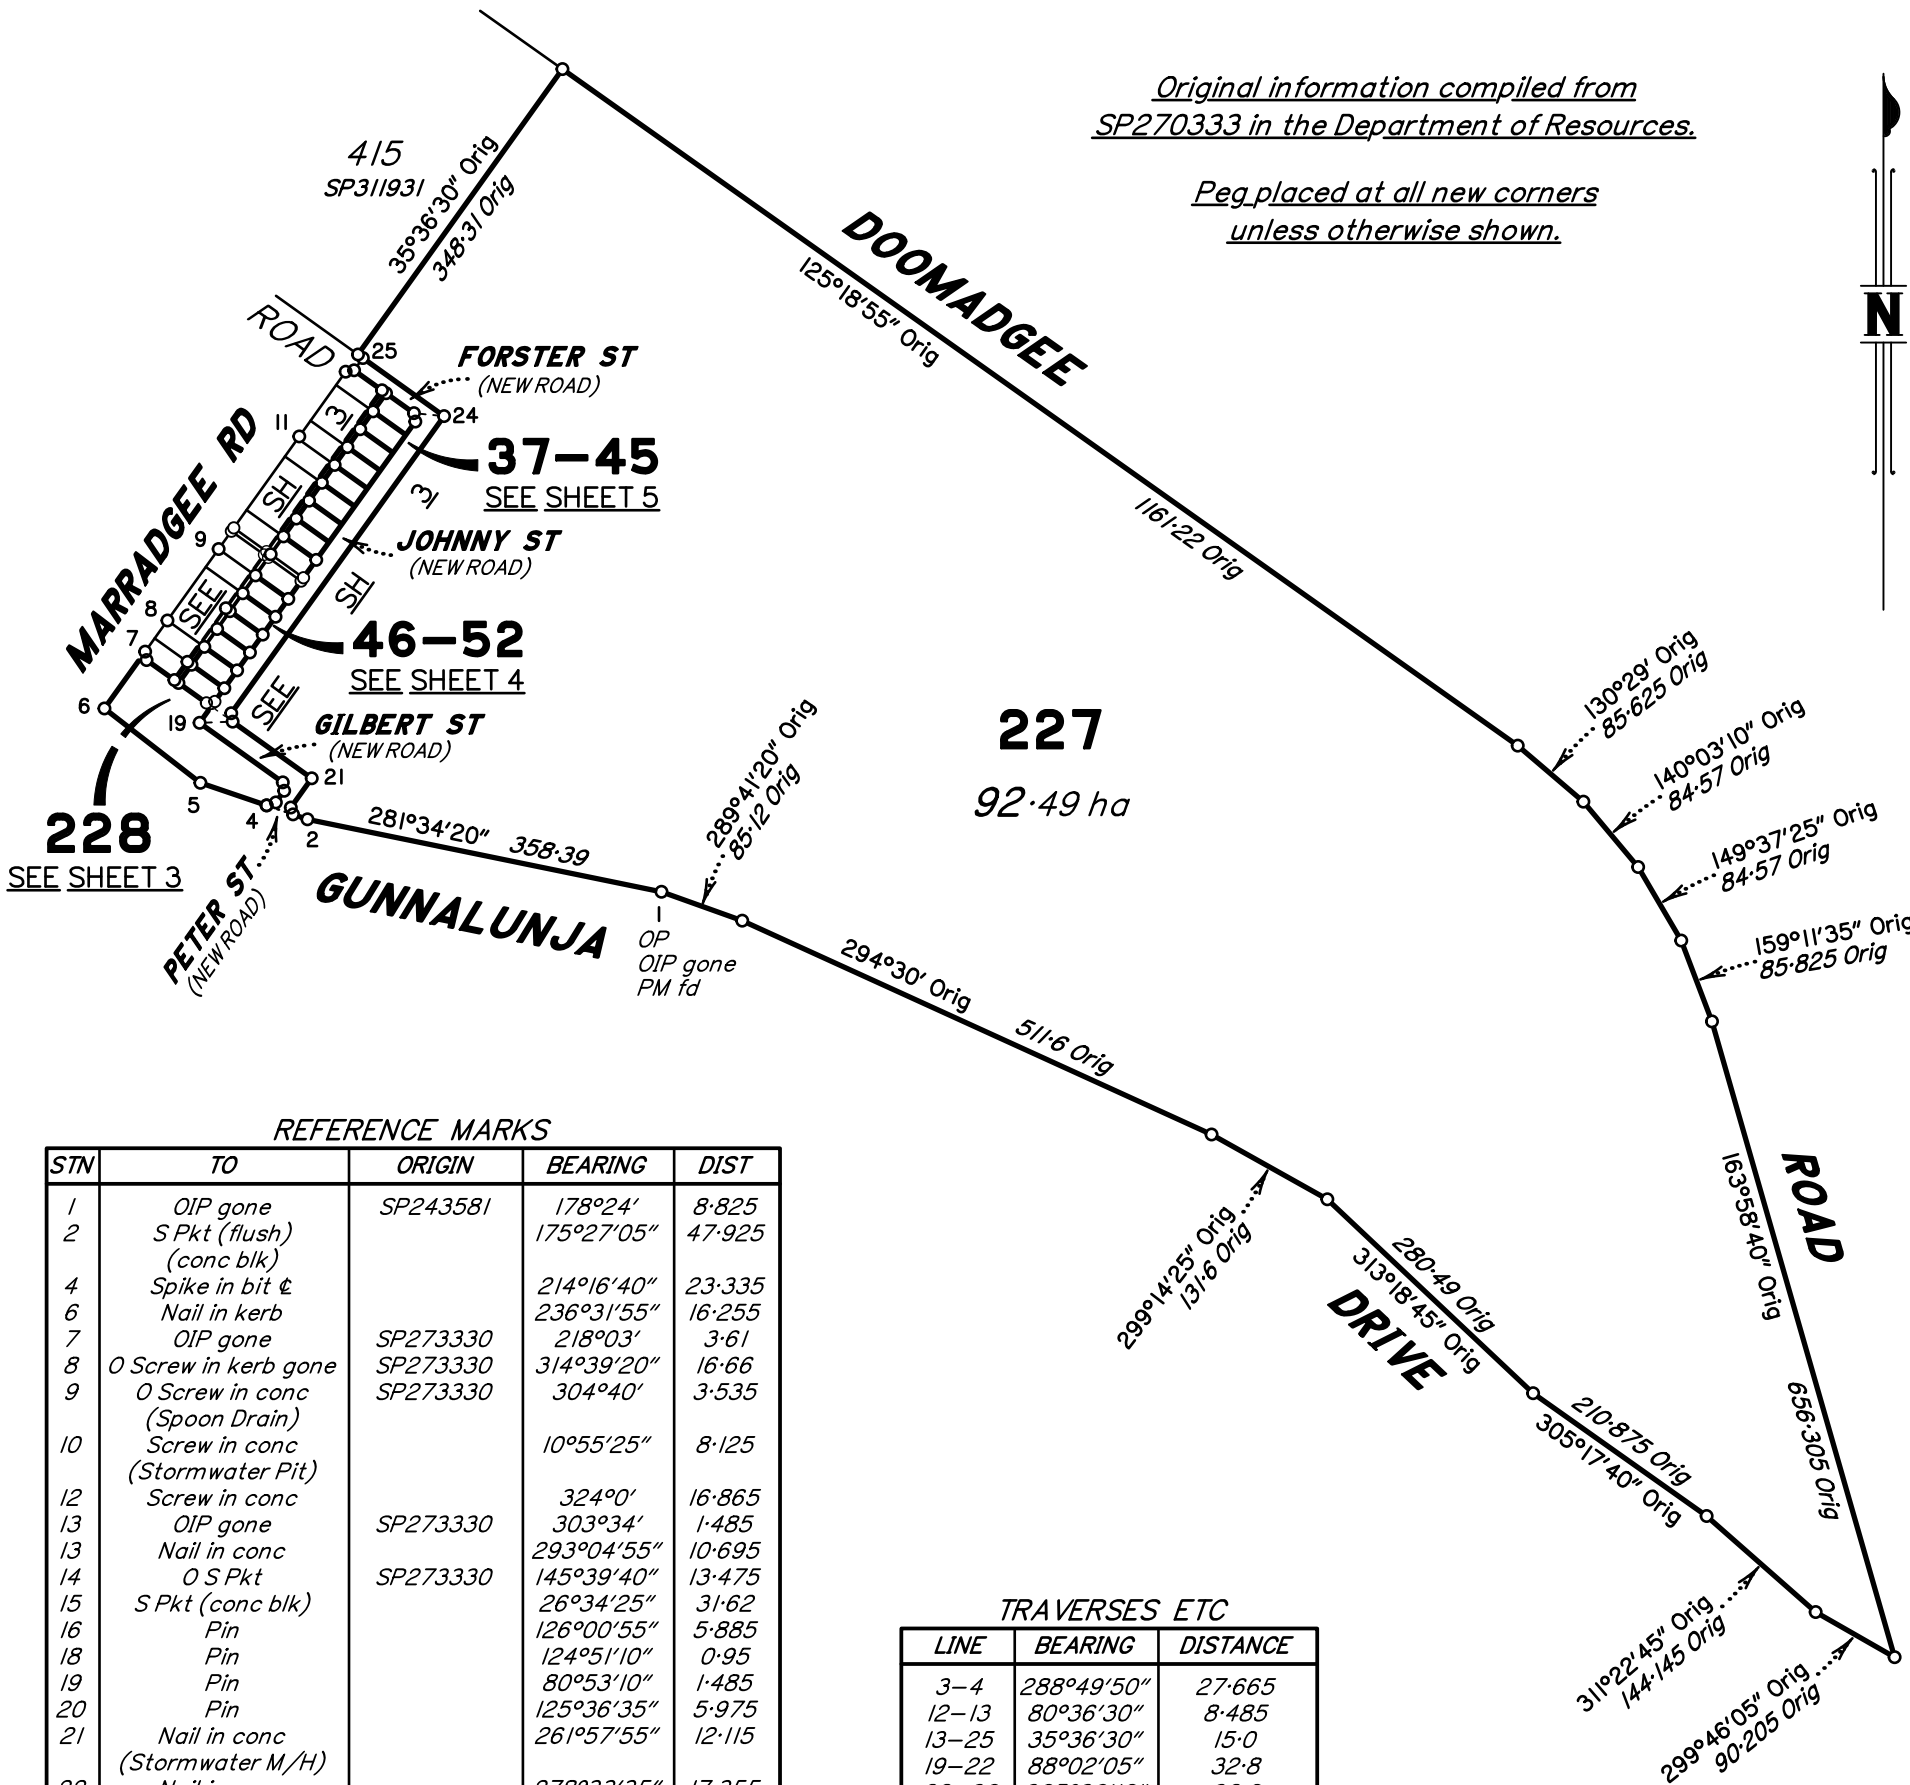 Original information compiled from
SP270333 in the Department of Resources.
Peg placed at all new corners
unless otherwise shown.
N
415
SP311931
35°36'30" Orig
348·31 Orig
DOOMADGEE
125°18'55" Orig
1161·22 Orig
ROAD
25
FORSTER ST
(NEW ROAD)
24
11
3
37-45
SEE SHEET 5
3
MARRADGEE RD
SH
JOHNNY ST
(NEW ROAD)
9
SH
8
SEE
46-52
SEE SHEET 4
7
SEE
6
19
GILBERT ST
(NEW ROAD)
21
5
4
2
228
SEE SHEET 3
PETER ST
(NEW ROAD)
281°34'20" 358·39
GUNNALUNJA
289°41'20" Orig
85·12 Orig
1
OP
OIP gone
PM fd
227
92·49 ha
130°29' Orig
85·625 Orig
140°03'10" Orig
84·57 Orig
149°37'25" Orig
84·57 Orig
159°11'35" Orig
85·825 Orig
294°30' Orig
511·6 Orig
ROAD
163°58'40" Orig
656·305 Orig
299°14'25" Orig
131·6 Orig
280·49 Orig
313°18'45" Orig
DRIVE
210·875 Orig
305°17'40" Orig
311°22'45" Orig
144·145 Orig
299°46'05" Orig
90·205 Orig
REFERENCE MARKS
STN TO ORIGIN BEARING DIST
1 OIP gone SP243581 178°24' 8·825
2 S Pkt (flush) 175°27'05" 47·925
(conc blk)
4 Spike in bit ℄ 214°16'40" 23·335
6 Nail in kerb 236°31'55" 16·255
7 OIP gone SP273330 218°03' 3·61
8 O Screw in kerb gone SP273330 314°39'20" 16·66
9 O Screw in conc SP273330 304°40' 3·535
(Spoon Drain)
10 Screw in conc 10°55'25" 8·125
(Stormwater Pit)
12 Screw in conc 324°0' 16·865
13 OIP gone SP273330 303°34' 1·485
13 Nail in conc 293°04'55" 10·695
14 O S Pkt SP273330 145°39'40" 13·475
15 S Pkt (conc blk) 26°34'25" 31·62
16 Pin 126°00'55" 5·885
18 Pin 124°51'10" 0·95
19 Pin 80°53'10" 1·485
20 Pin 125°36'35" 5·975
21 Nail in conc 261°57'55" 12·115
(Stormwater M/H)
TRAVERSES ETC
LINE BEARING DISTANCE
3-4 288°49'50" 27·665
12-13 80°36'30" 8·485
13-25 35°36'30" 15·0
19-22 88°02'05" 32·8